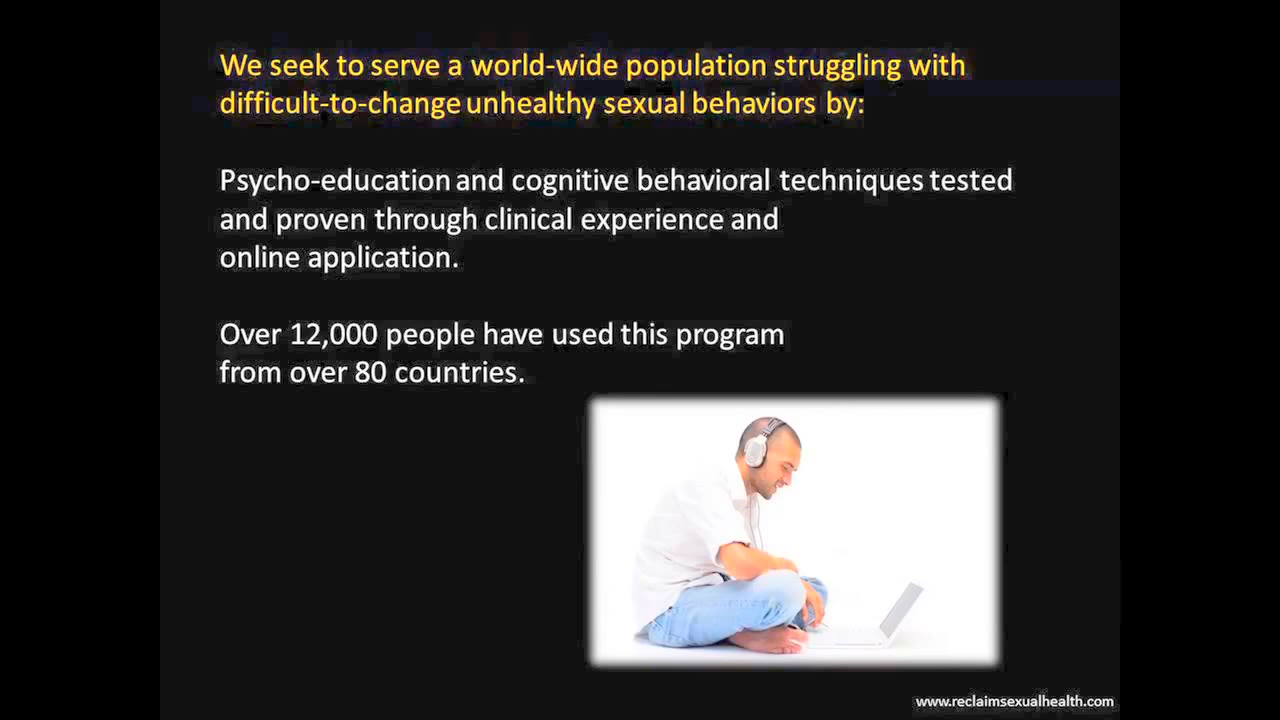 We seek to serve a world-wide population struggling with
difficult-to-change unhealthy sexual behaviors by:
Psycho-education and cognitive behavioral techniques tested
and proven through clinical experience and
online application.
Over 12,000 people have used this program
from over 80 countries.
www.reclaimsexualhealth.com